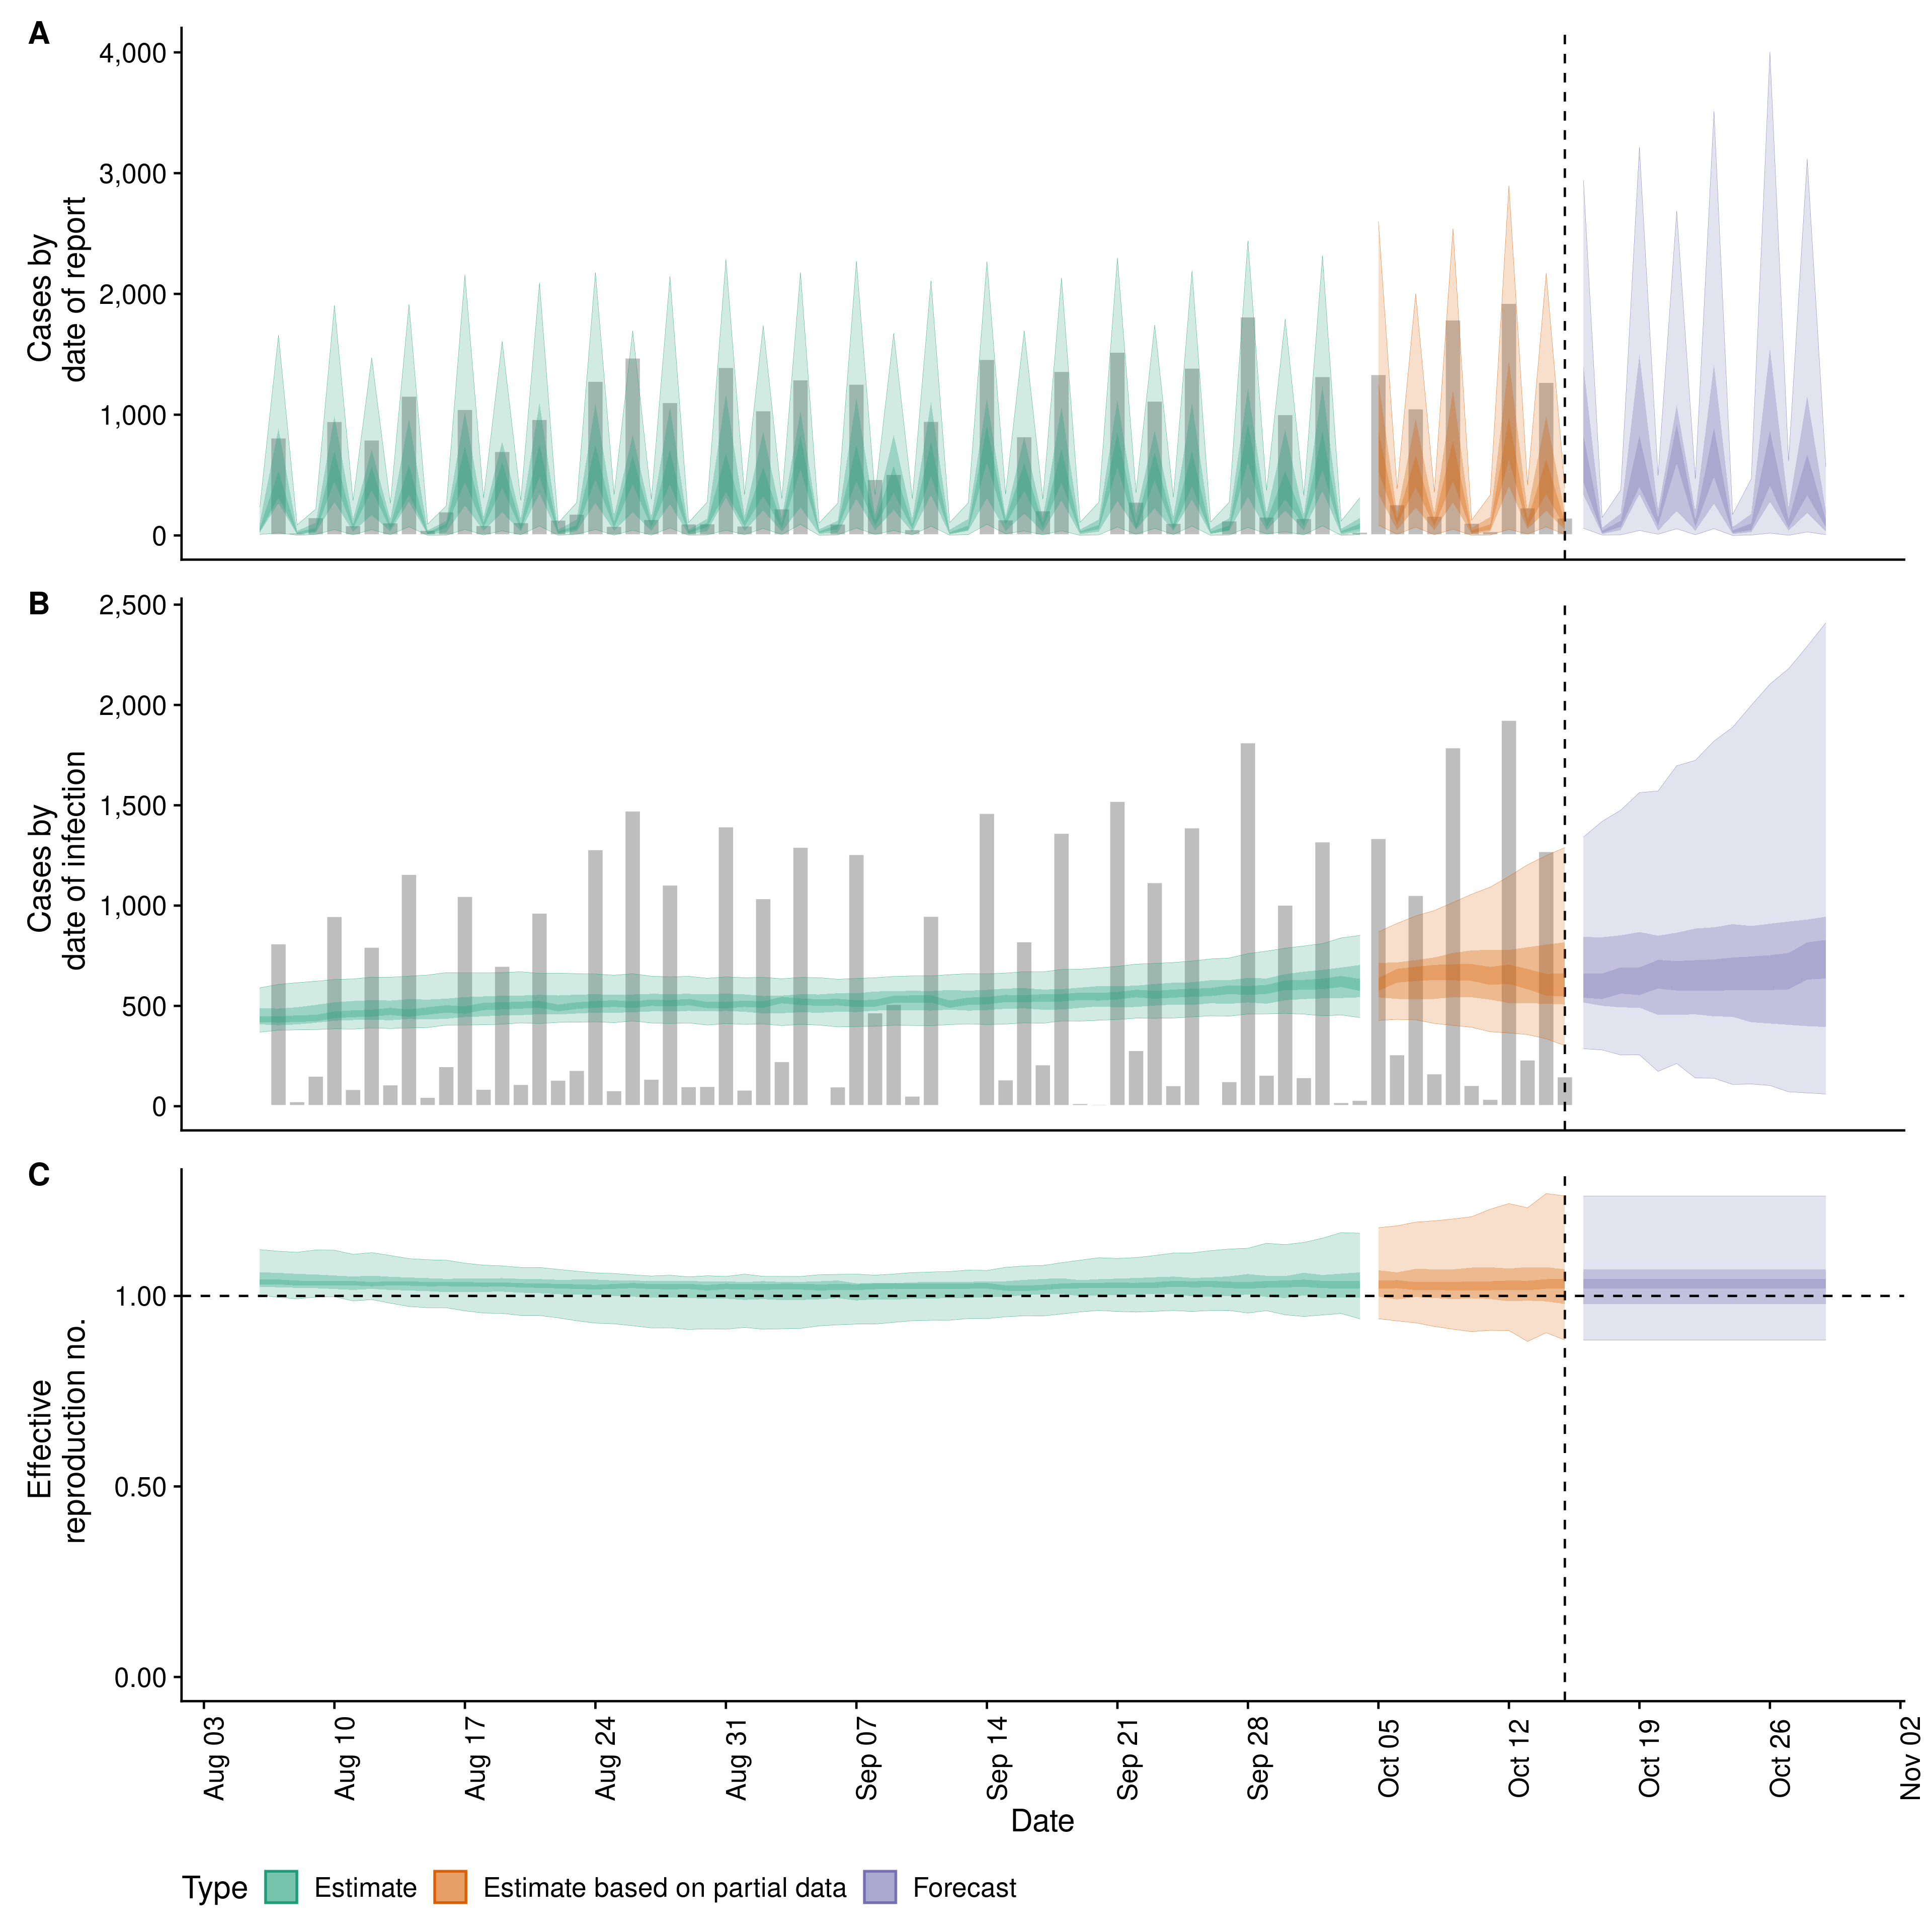 A
4,000
3,000
2,000
1,000
0
Cases by
date of report
B
2,500
2,000
1,500
1,000
500
0
Cases by
date of infection
C
1.00
0.50
0.00
Effective
reproduction no.
Aug 03
Aug 10
Aug 17
Aug 24
Aug 31
Sep 07
Sep 14
Sep 21
Sep 28
Oct 05
Oct 12
Oct 19
Oct 26
Nov 02
Date
Type Estimate Estimate based on partial data Forecast